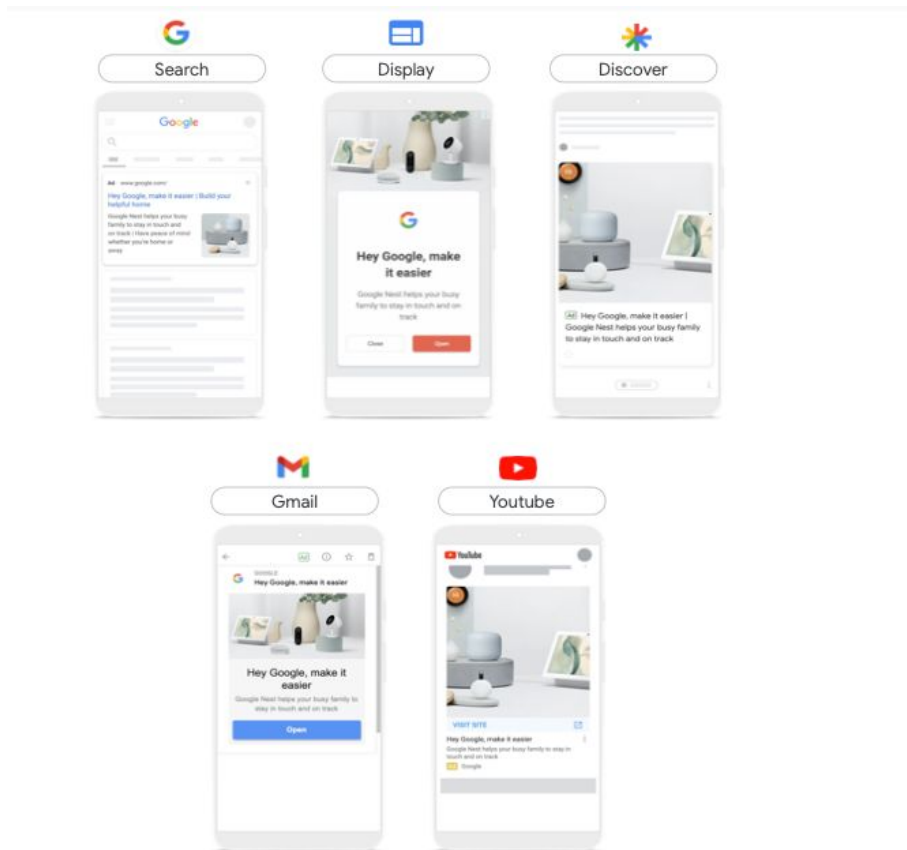 Search
Display
Discover
Google
Ad · www.google.com/
Hey Google, make it easier | Build your
helpful home
Google Nest helps your busy
family to stay in touch and
on track | Have peace of mind
whether you're home or
away
Hey Google, make
it easier
Google Nest helps your busy
family to stay in touch and on
track
Close
Open
Ad Hey Google, make it easier |
Google Nest helps your busy family
to stay in touch and on track
Gmail
Youtube
Ad
GOOGLE
Hey Google, make it easier
Hey Google, make it
easier
Google Nest helps your busy family to
stay in touch and on track
Open
YouTube
VISIT SITE
Hey Google, make it easier
Google Nest helps your busy family to stay in
touch and on track
Ad Google